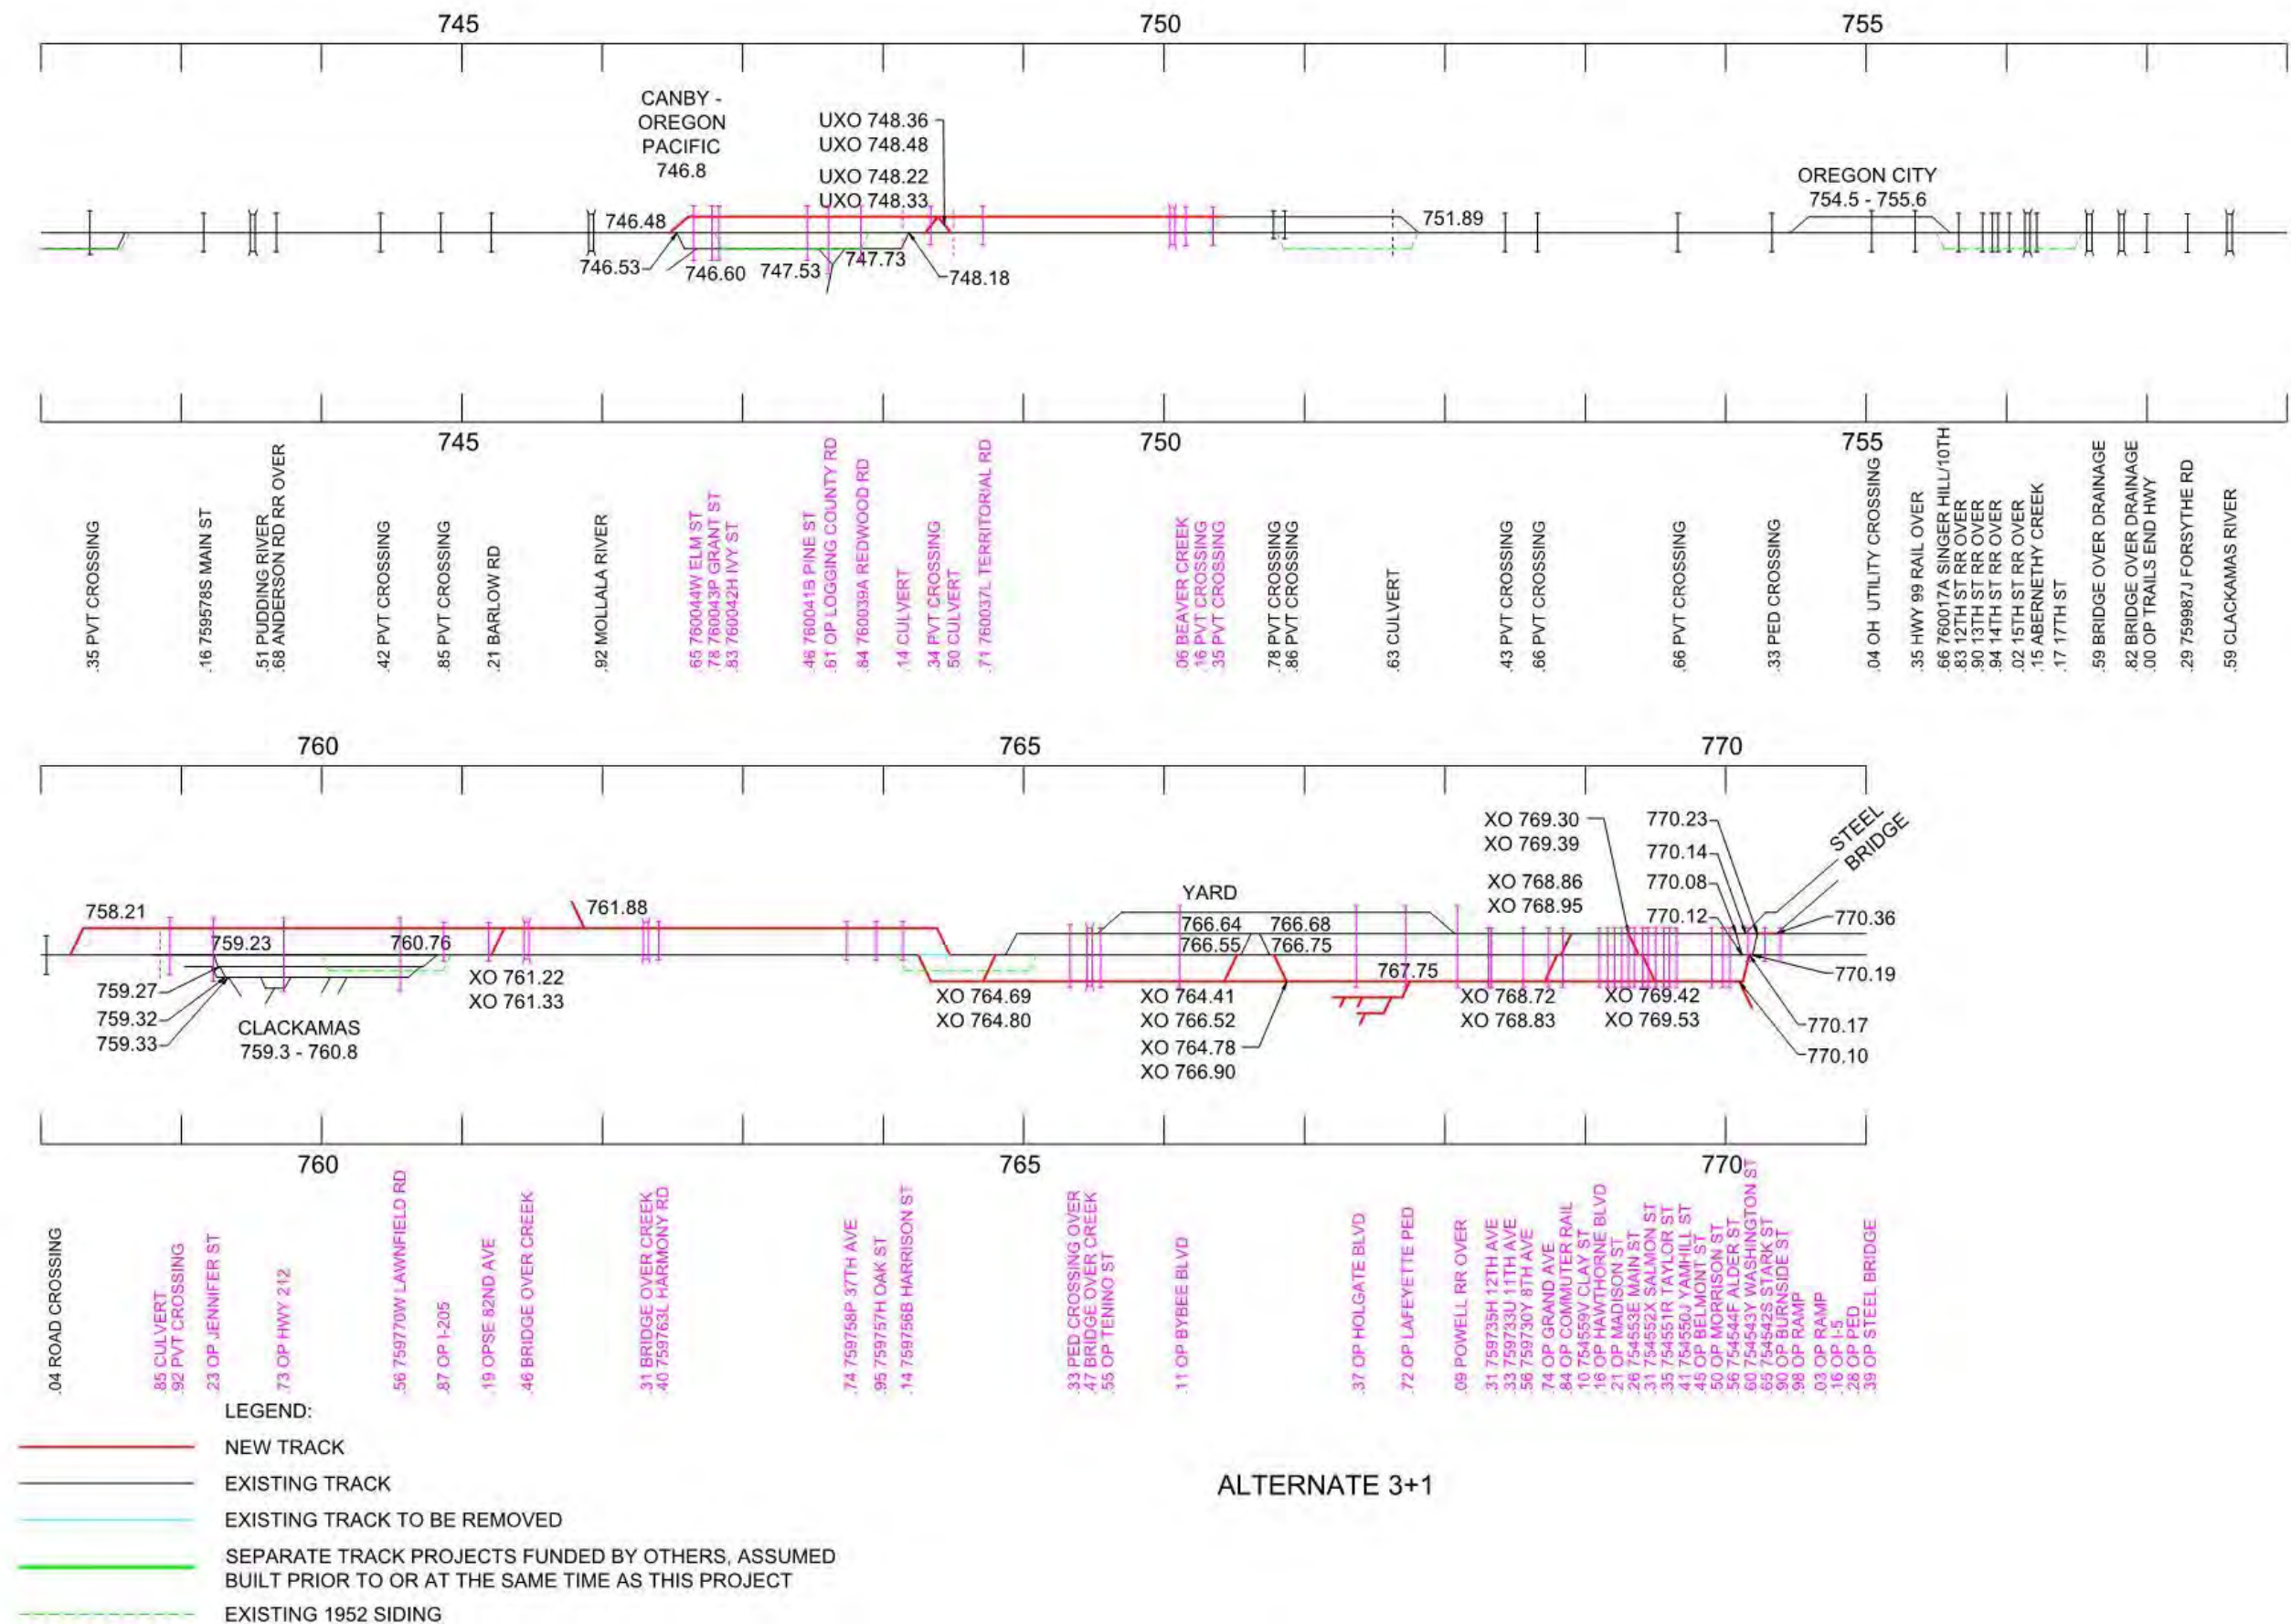 745
750
755
CANBY -
OREGON
PACIFIC
746.8
UXO 748.36
UXO 748.48
UXO 748.22
UXO 748.33
OREGON CITY
754.5 - 755.6
746.48
751.89
746.53
746.60
747.53
747.73
748.18
745
750
755
.35 PVT CROSSING
.16 759578S MAIN ST
.51 PUDDING RIVER
.68 ANDERSON RD RR OVER
.42 PVT CROSSING
.85 PVT CROSSING
.21 BARLOW RD
.92 MOLLALA RIVER
.65 760044W ELM ST
.78 760043P GRANT ST
.83 760042H IVY ST
.46 760041B PINE ST
.61 OP LOGGING COUNTY RD
.84 760039A REDWOOD RD
.14 CULVERT
.34 PVT CROSSING
.50 CULVERT
.71 760037L TERRITORIAL RD
.06 BEAVER CREEK
.16 PVT CROSSING
.35 PVT CROSSING
.78 PVT CROSSING
.86 PVT CROSSING
.63 CULVERT
.43 PVT CROSSING
.66 PVT CROSSING
.66 PVT CROSSING
.33 PED CROSSING
.04 OH UTILITY CROSSING
.35 HWY 99 RAIL OVER
.66 760017A SINGER HILL/10TH
.83 12TH ST RR OVER
.90 13TH ST RR OVER
.94 14TH ST RR OVER
.02 15TH ST RR OVER
.15 ABERNETHY CREEK
.17 17TH ST
.59 BRIDGE OVER DRAINAGE
.82 BRIDGE OVER DRAINAGE
.00 OP TRAILS END HWY
.29 759987J FORSYTHE RD
.59 CLACKAMAS RIVER
760
765
770
XO 769.30
XO 769.39
770.23
STEEL
BRIDGE
770.14
XO 768.86
XO 768.95
770.08
YARD
758.21
761.88
766.64
766.68
770.12
770.36
759.23
760.76
766.55
766.75
XO 761.22
XO 761.33
767.75
770.19
759.27
759.32
759.33
XO 764.69
XO 764.80
XO 764.41
XO 766.52
XO 768.72
XO 768.83
XO 769.42
XO 769.53
CLACKAMAS
759.3 - 760.8
XO 764.78
XO 766.90
770.17
770.10
760
765
770
.04 ROAD CROSSING
.85 CULVERT
.92 PVT CROSSING
.23 OP JENNIFER ST
.73 OP HWY 212
.56 759770W LAWNFIELD RD
.87 OP I-205
.19 OPSE 82ND AVE
.46 BRIDGE OVER CREEK
.31 BRIDGE OVER CREEK
.40 759763L HARMONY RD
.74 759758P 37TH AVE
.95 759757H OAK ST
.14 759756B HARRISON ST
.33 PED CROSSING OVER
.47 BRIDGE OVER CREEK
.55 OP TENINO ST
.11 OP BYBEE BLVD
.37 OP HOLGATE BLVD
.72 OP LAFEYETTE PED
.09 POWELL RR OVER
.31 759735H 12TH AVE
.33 759733U 11TH AVE
.56 759730Y 8TH AVE
.74 OP GRAND AVE
.84 OP COMMUTER RAIL
.10 754559V CLAY ST
.16 OP HAWTHORNE BLVD
.21 OP MADISON ST
.26 754553E MAIN ST
.31 754552X SALMON ST
.35 754551R TAYLOR ST
.41 754550J YAMHILL ST
.45 OP BELMONT ST
.50 OP MORRISON ST
.56 754544F ALDER ST
.60 754543Y WASHINGTON ST
.65 754542S STARK ST
.90 OP BURNSIDE ST
.98 OP RAMP
.03 OP RAMP
.16 OP I-5
.28 OP PED
.39 OP STEEL BRIDGE
LEGEND:
NEW TRACK
EXISTING TRACK
EXISTING TRACK TO BE REMOVED
SEPARATE TRACK PROJECTS FUNDED BY OTHERS, ASSUMED
BUILT PRIOR TO OR AT THE SAME TIME AS THIS PROJECT
EXISTING 1952 SIDING
ALTERNATE 3+1